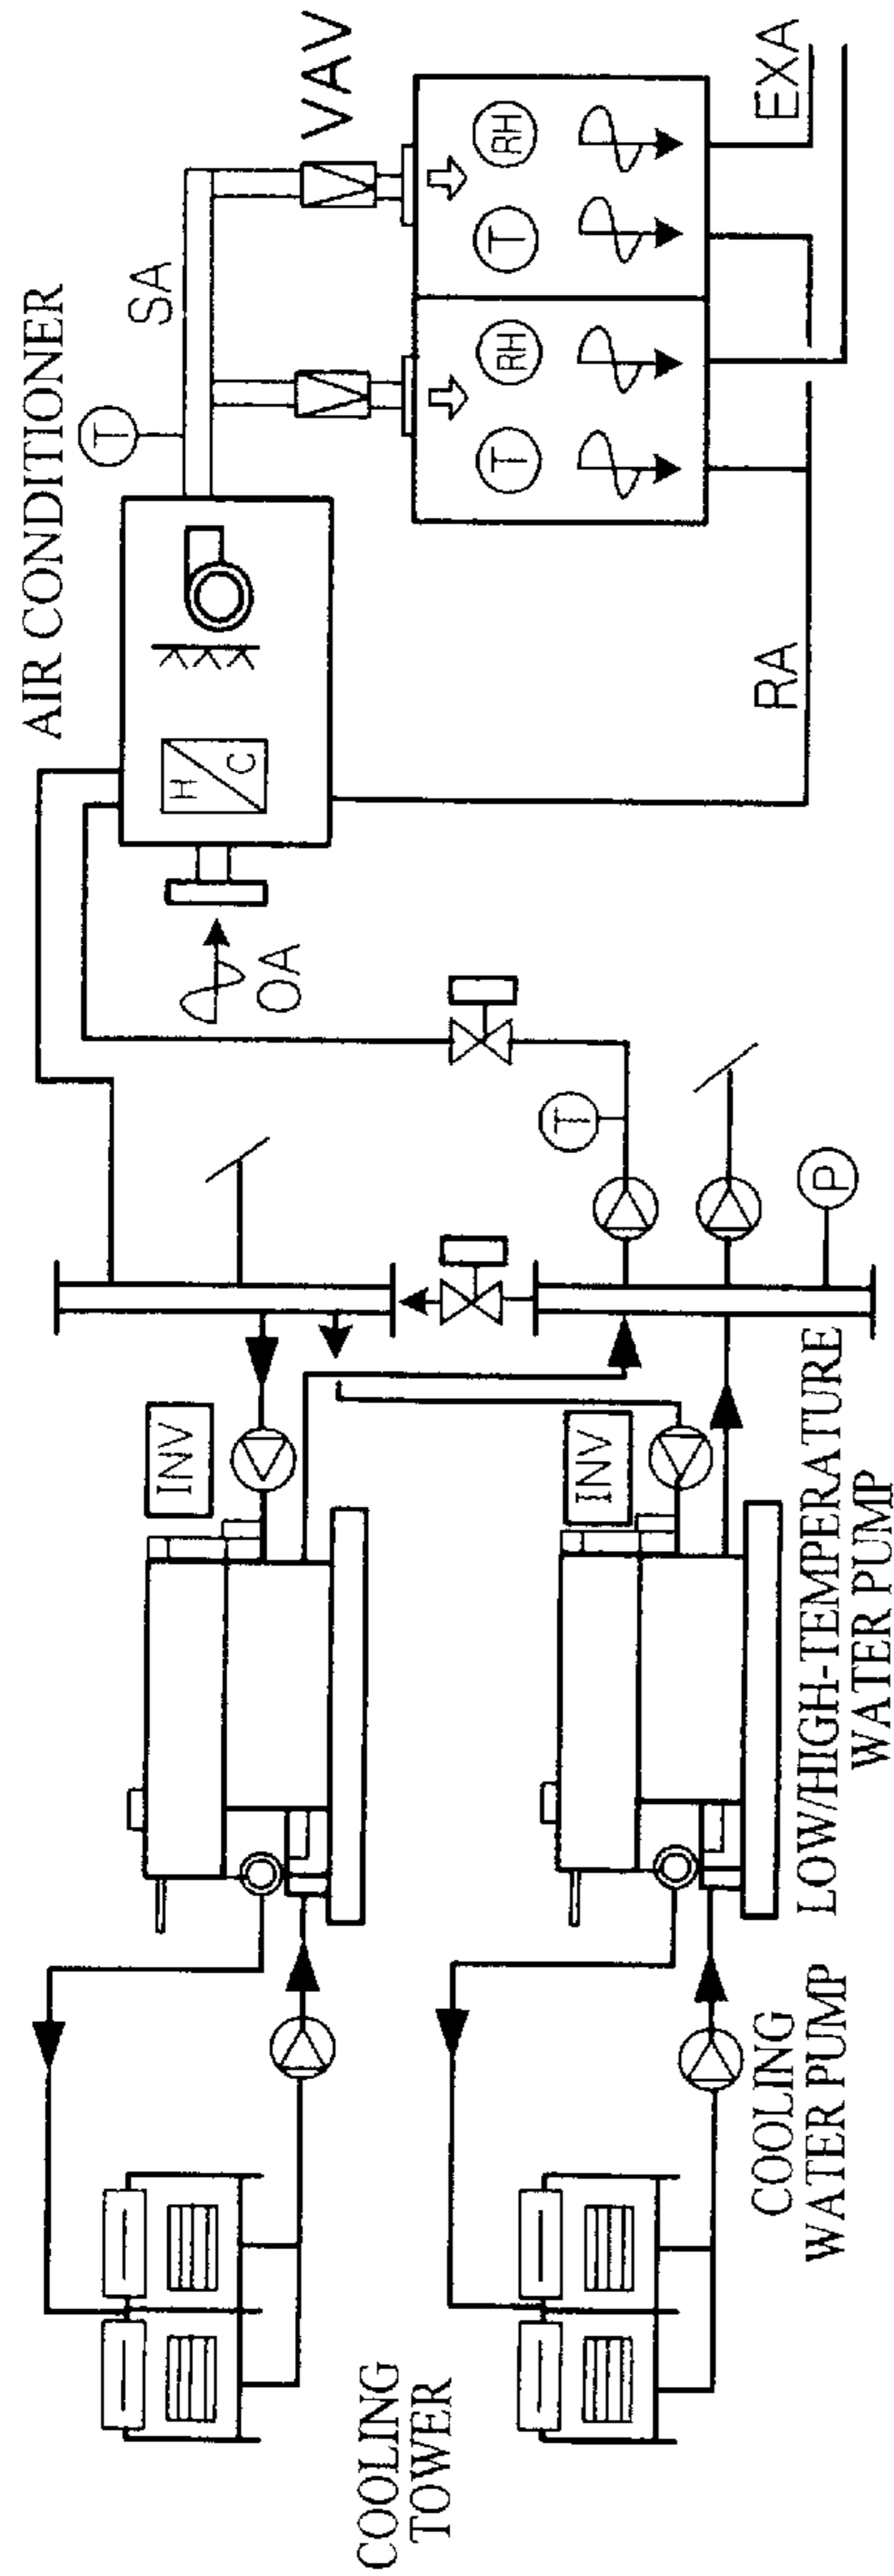 AIR CONDITIONER
T
SA
VAV
H
C
OA
T
RH
T
RH
EXA
RA
INV
INV
T
P
COOLING
TOWER
COOLING
WATER PUMP
LOW/HIGH-TEMPERATURE
WATER PUMP